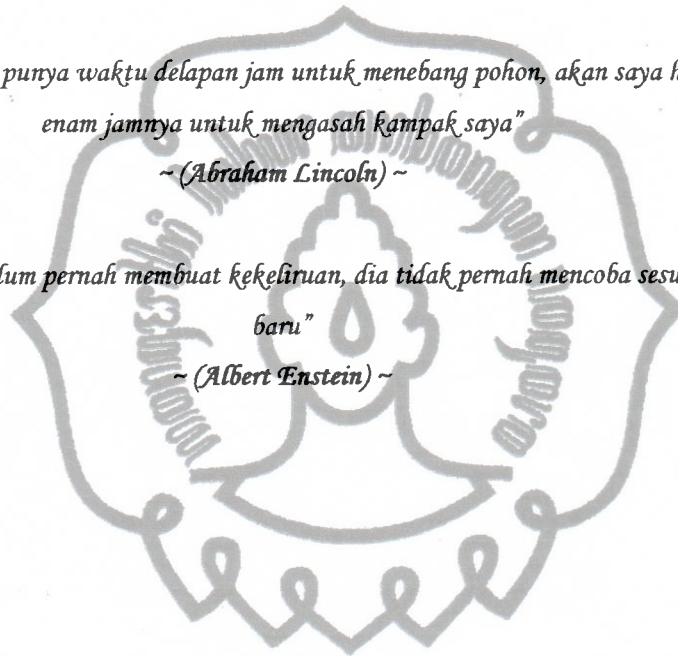 punya waktu delapan jam untuk menebang pohon, akan saya
enam jamnya untuk mengasah kampak saya"
~ (Abraham Lincoln) ~
pernah membuat kekeliruan, dia tidak pernah mencoba
baru"
~ (Albert Enstein) ~